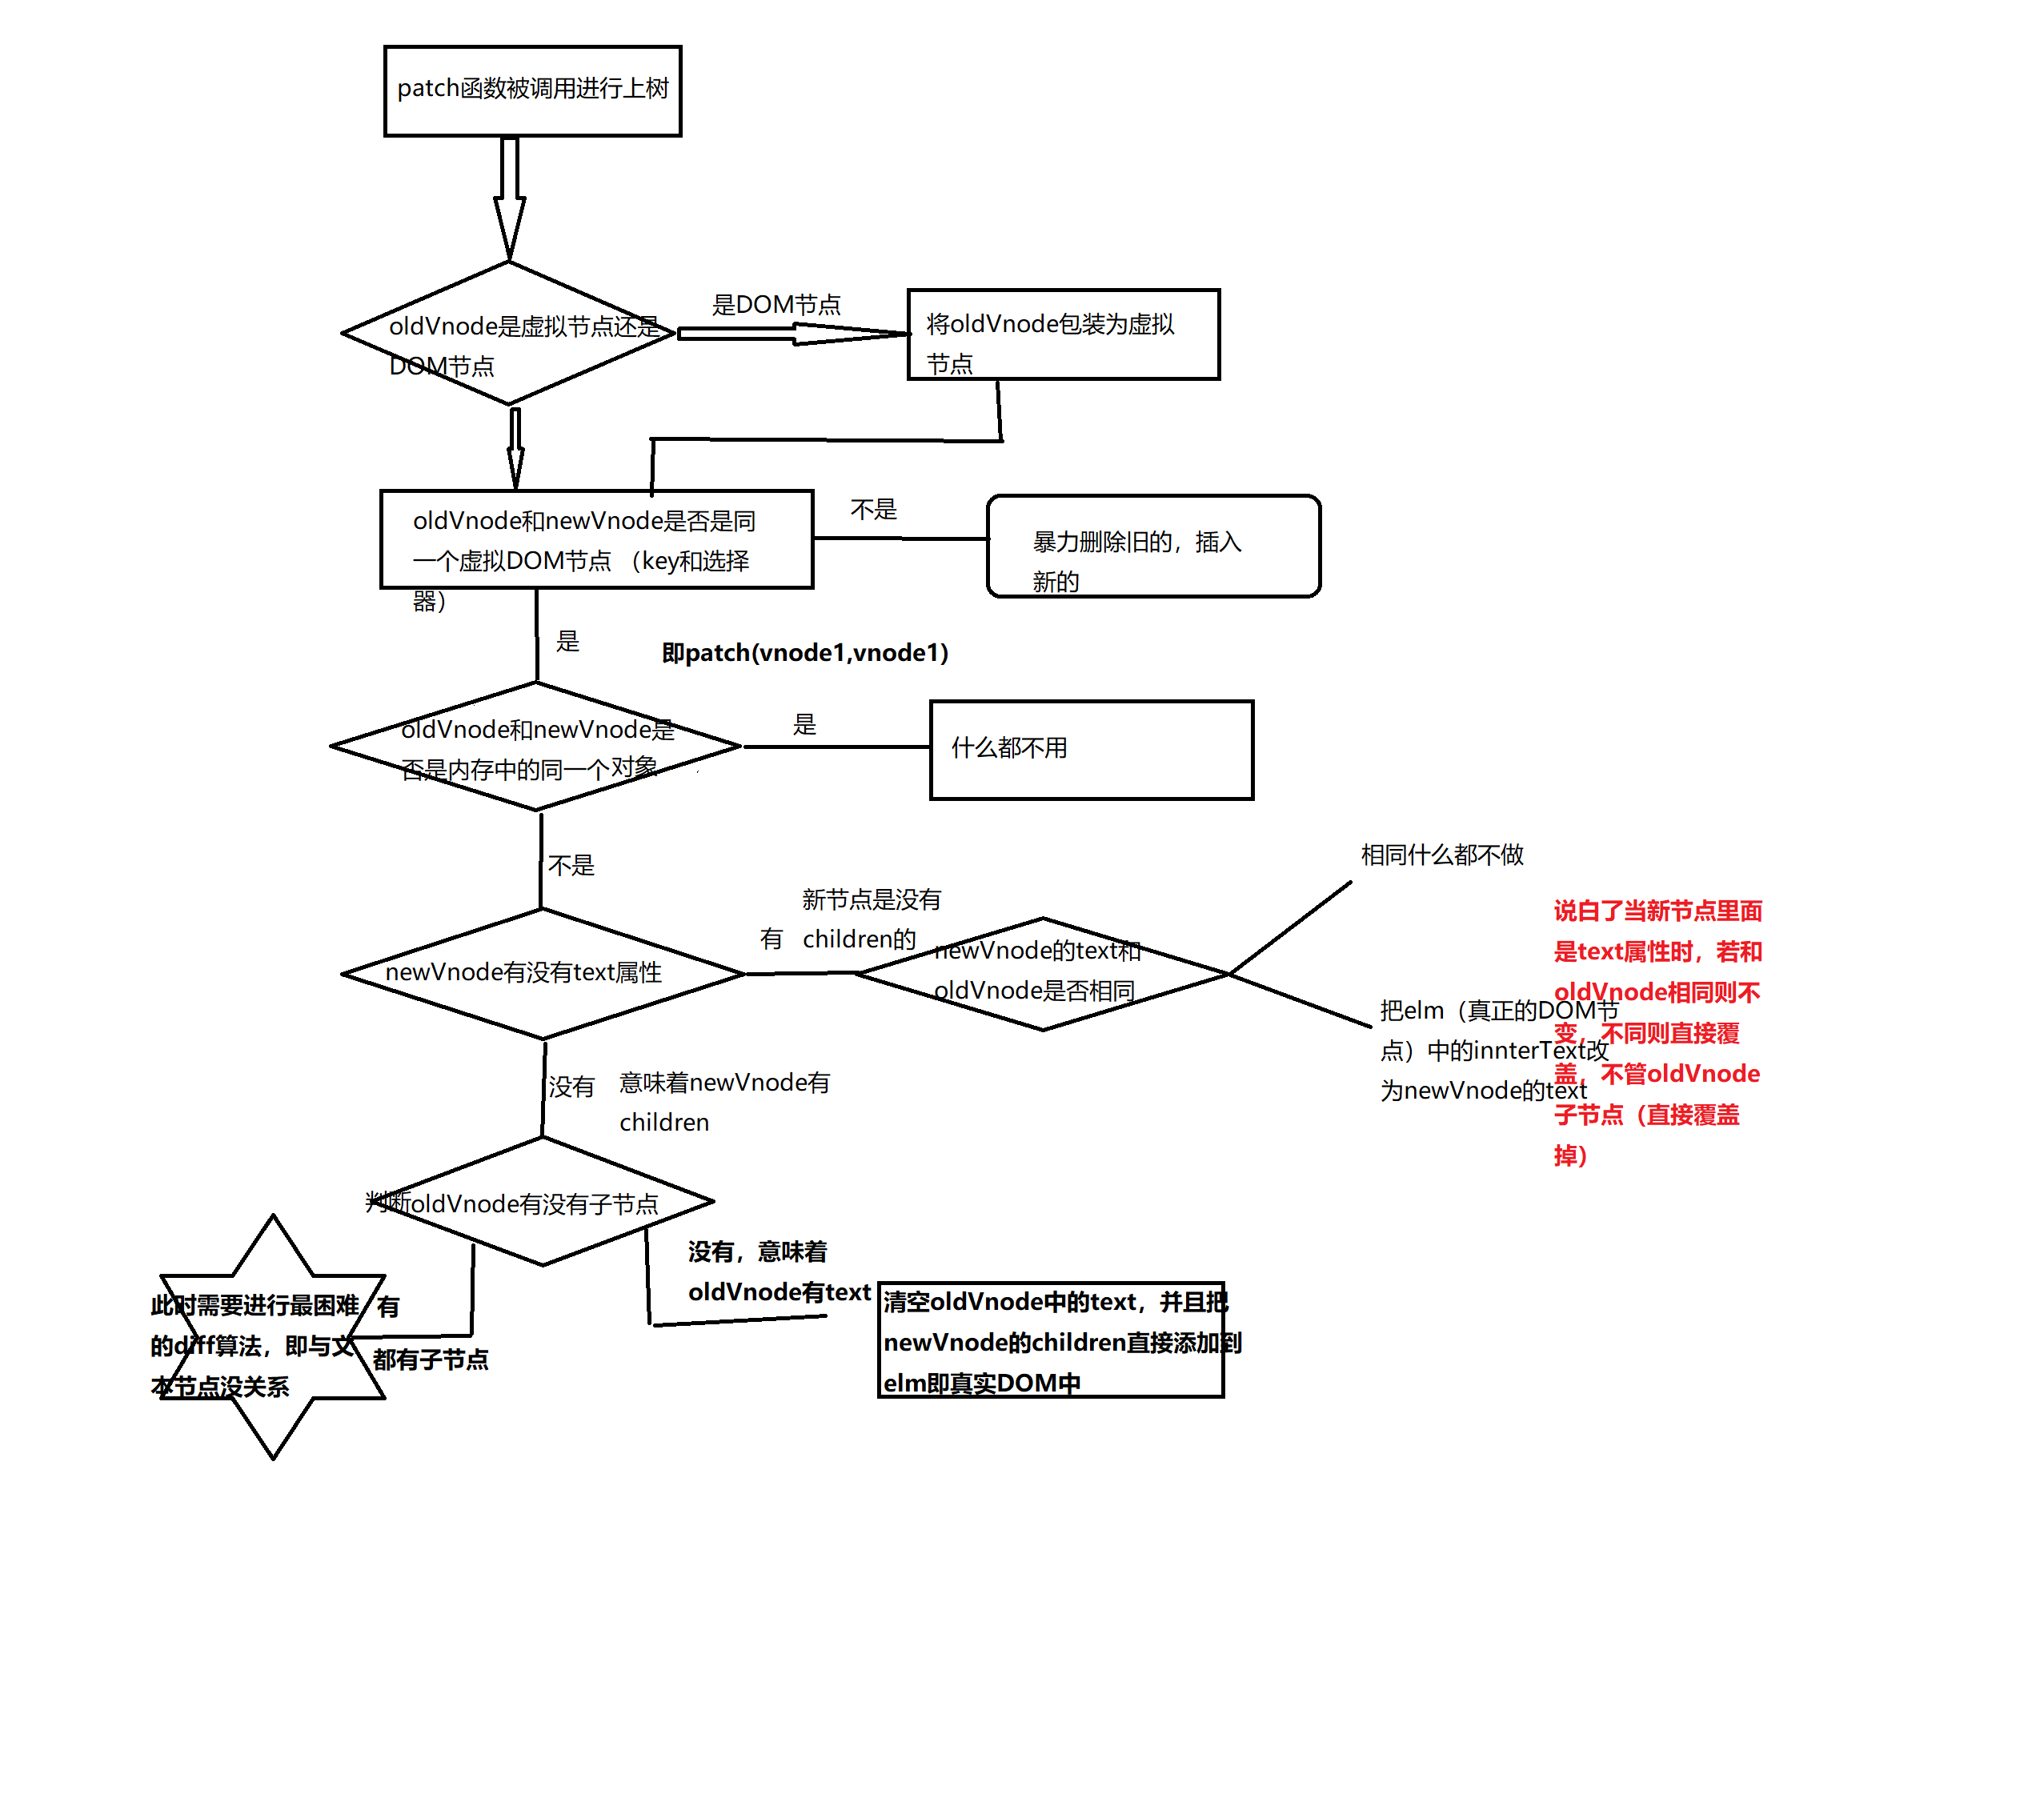 patch函数被调用进行上树
是DOM节点
oldVnode是虚拟节点还是
DOM节点
将oldVnode包装为虚拟
节点
oldVnode和newVnode是否是同
一个虚拟DOM节点 （key和选择
器）
不是
暴力删除旧的，插入
新的
是
即patch(vnode1,vnode1)
oldVnode和newVnode是
否是内存中的同一个对象
是
什么都不用
不是
newVnode有没有text属性
有
新节点是没有
children的
newVnode的text和
oldVnode是否相同
相同什么都不做
把elm（真正的DOM节
点）中的innterText改
为newVnode的text
说白了当新节点里面
是text属性时，若和
oldVnode相同则不
变，不同则直接覆
盖，不管oldVnode
子节点（直接覆盖
掉）
没有
意味着newVnode有
children
判断oldVnode有没有子节点
没有，意味着
oldVnode有text
清空oldVnode中的text，并且把
newVnode的children直接添加到
elm即真实DOM中
有
都有子节点
此时需要进行最困难
的diff算法，即与文
本节点没关系